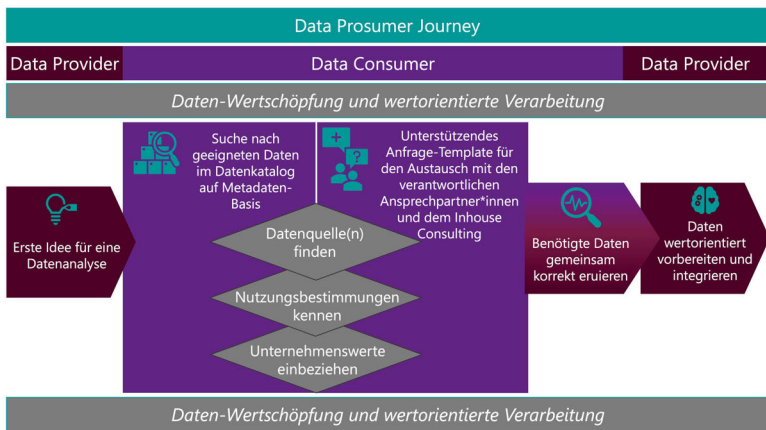 Data Prosumer Journey
Data Provider
Data Consumer
Data Provider
Daten-Wertschöpfung und wertorientierte Verarbeitung
Erste Idee für eine
Datenanalyse
Suche nach
geeigneten Daten
im Datenkatalog
auf Metadaten-
Basis
Unterstützendes
Anfrage-Template für
den Austausch mit den
verantwortlichen
Ansprechpartner*innen
und dem Inhouse
Consulting
Datenquelle(n)
finden
Nutzungsbestimmungen
kennen
Unternehmenswerte
einbeziehen
Benötigte Daten
gemeinsam
korrekt eruieren
Daten
wertorientiert
vorbereiten und
integrieren
Daten-Wertschöpfung und wertorientierte Verarbeitung